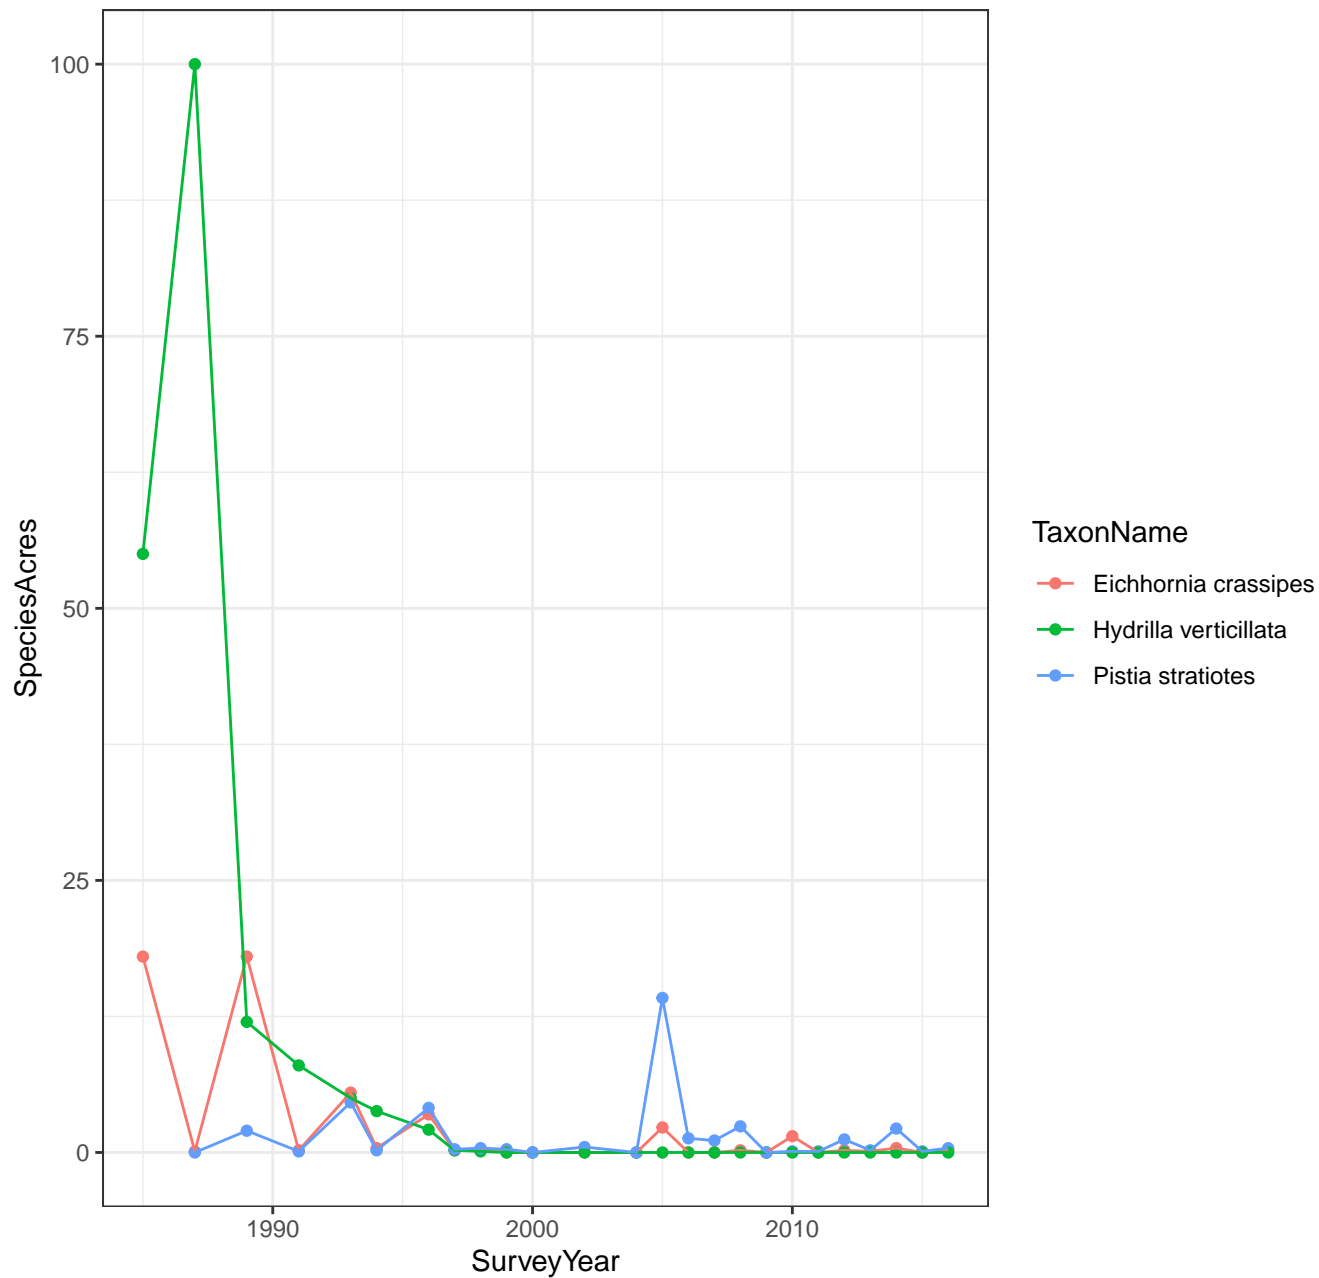 100
75
50
25
0
SpeciesAcres
1990 2000 2010
SurveyYear
TaxonName
Eichhornia crassipes
Hydrilla verticillata
Pistia stratiotes